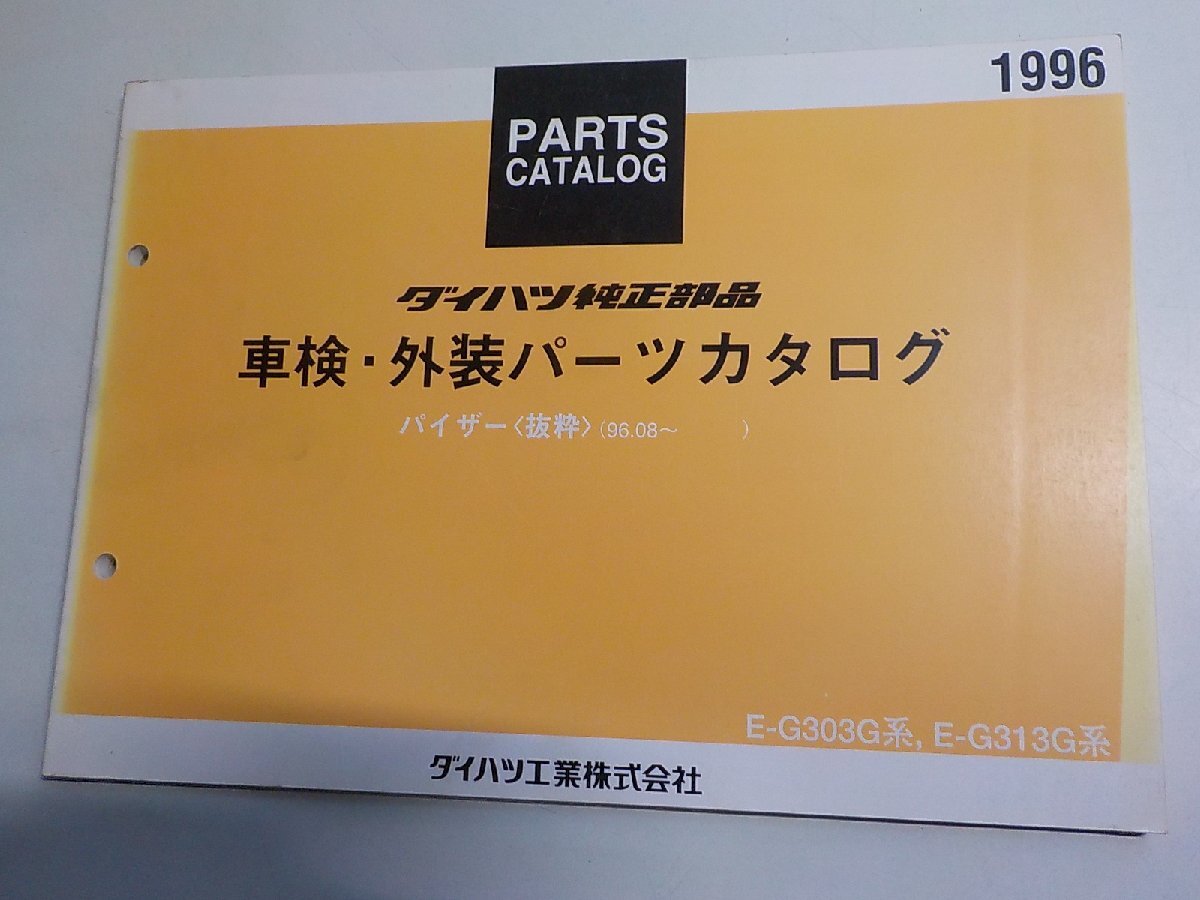 1996
PARTS
CATALOG
ダイハツ純正部品
車検・外装パーツカタログ
パイザー〈抜粋〉(96.08～　　　)
E-G303G系, E-G313G系
ダイハツ工業株式会社